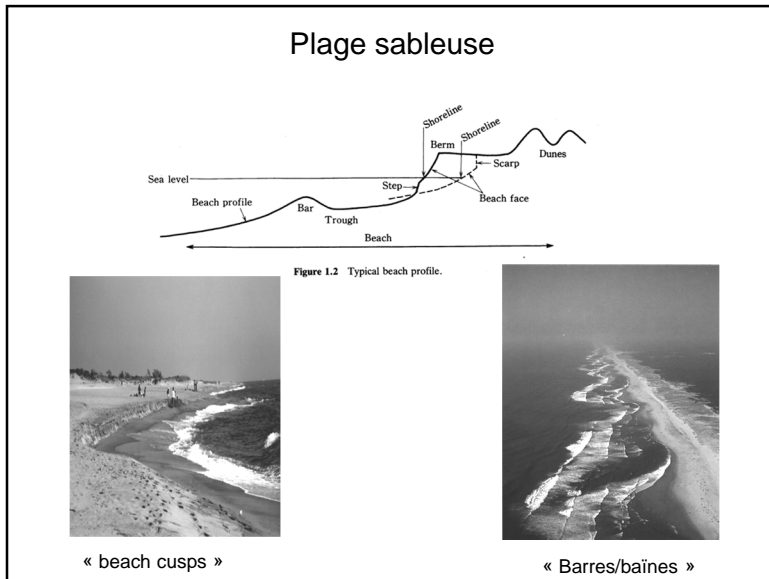 Plage sableuse
Shoreline
Shoreline
Berm
Dunes
Scarp
Sea level
Step
Beach profile
Beach face
Bar
Trough
Beach
Figure 1.2 Typical beach profile.
« beach cusps »
« Barres/baïnes »